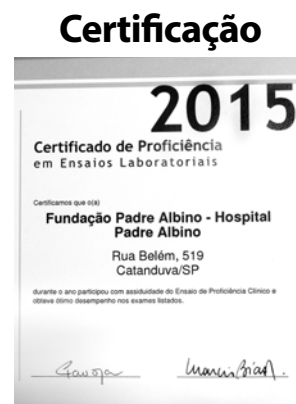 Certificação
2015
Certificado de Proficiência
em Ensaios Laboratoriais
Certificamos que o(a)
Fundação Padre Albino - Hospital
Padre Albino
Rua Belém, 519
Catanduva/SP
durante o ano participou com assiduidade do Ensaio de Proficiência Clínico e
obteve ótimo desempenho nos exames listados.